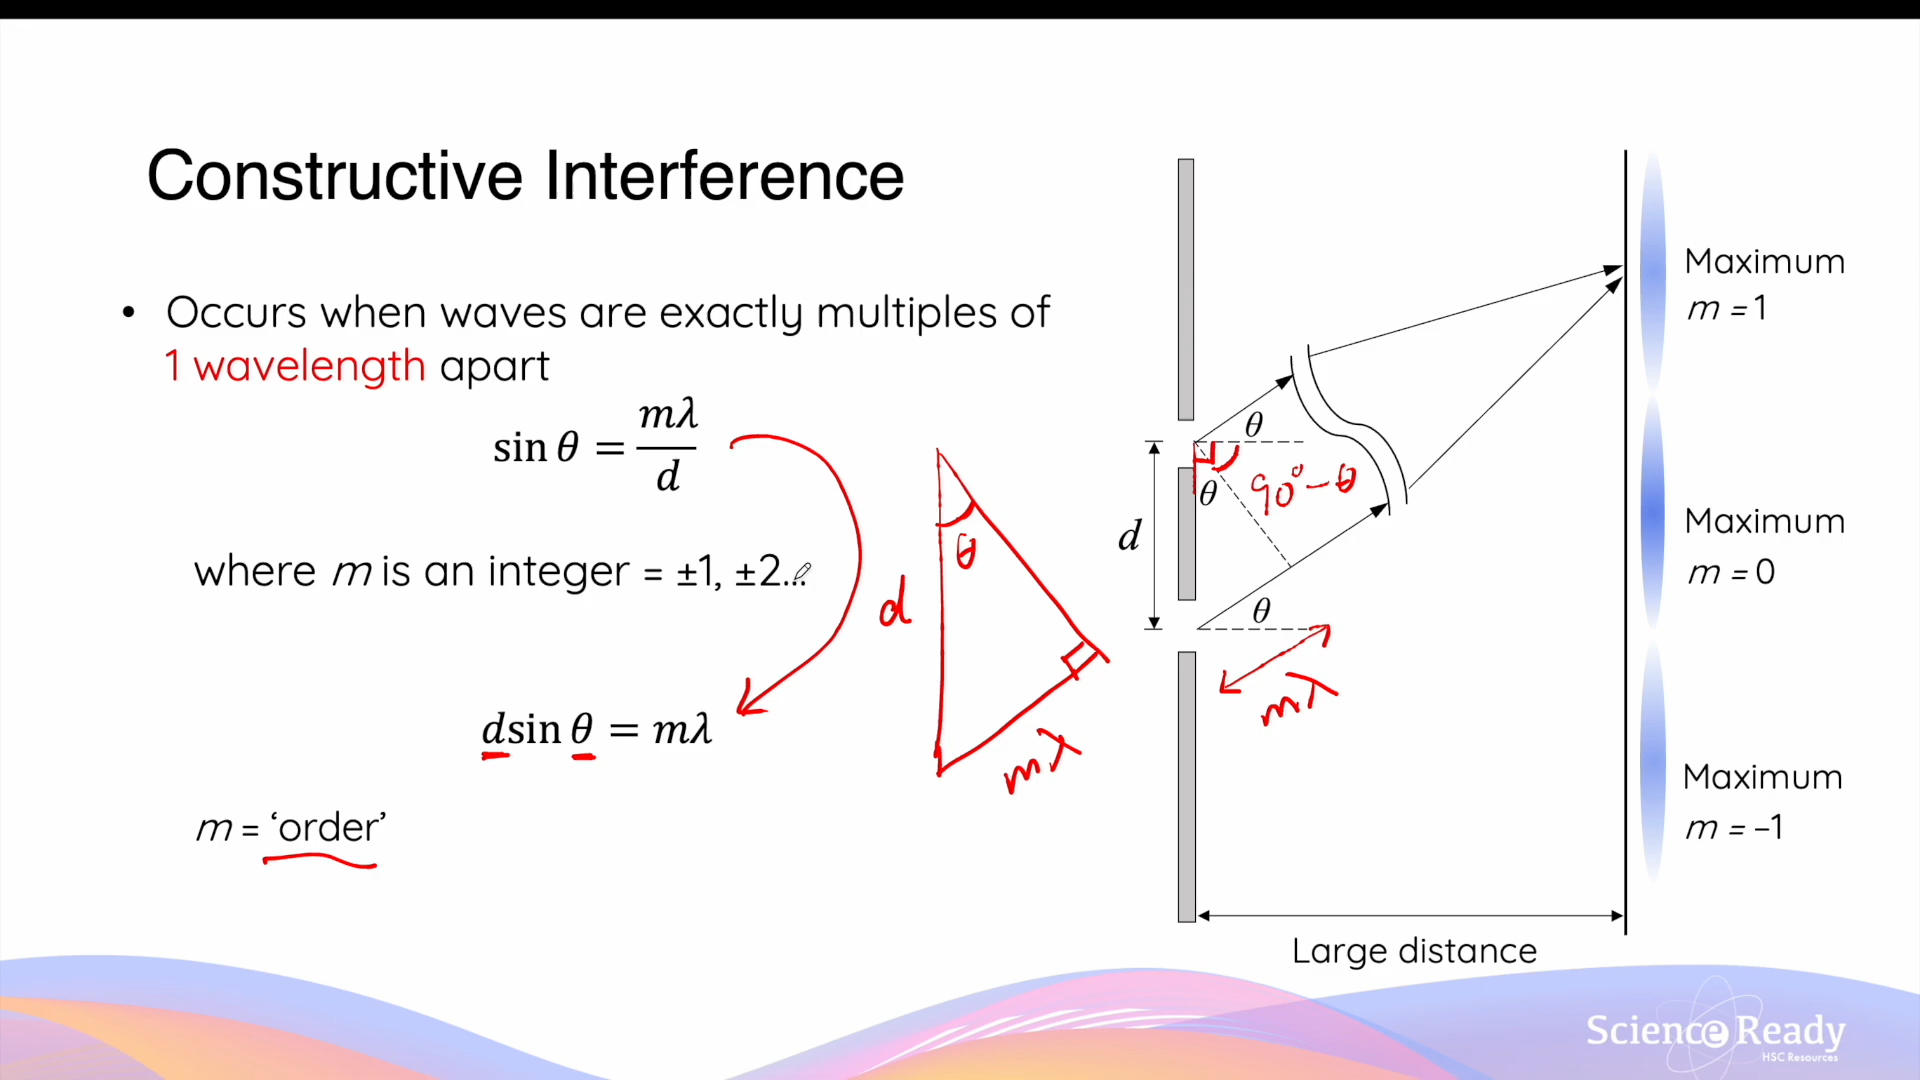 Constructive Interference
• Occurs when waves are exactly multiples of
1 wavelength apart
sin θ = mλ/d
where m is an integer = ±1, ±2...
dsin θ = mλ
m = ‘order’
d
θ
mλ
θ
90° – θ
θ
d
θ
mλ
Maximum
m = 1
Maximum
m = 0
Maximum
m = –1
Large distance
Science Ready
HSC Resources